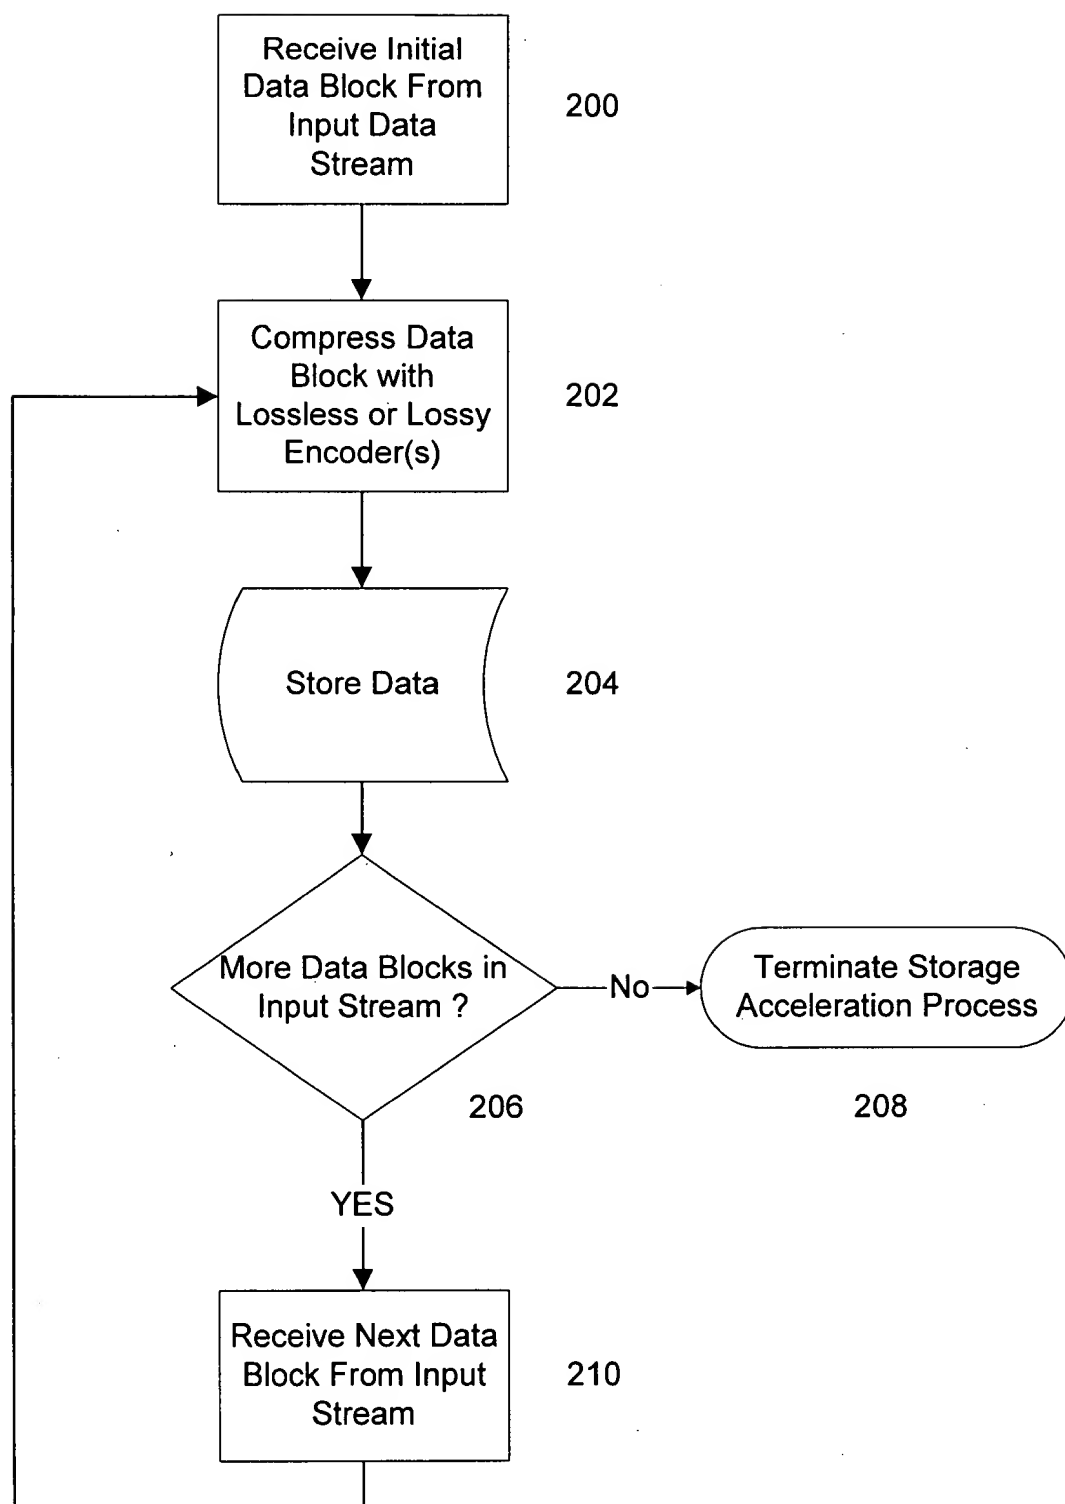 Receive Initial
Data Block From
Input Data
Stream
200
Compress Data
Block with
Lossless or Lossy
Encoder(s)
202
Store Data
204
More Data Blocks in
Input Stream ?
No
Terminate Storage
Acceleration Process
206
208
YES
Receive Next Data
Block From Input
Stream
210